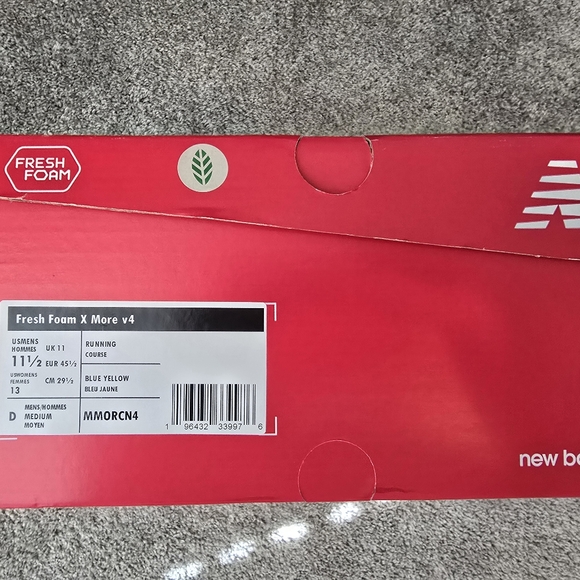 FRESH
FOAM
Fresh Foam X More v4
USMENS
HOMMES
UK 11
11½
EUR 45½
USWOMENS
FEMMES
13
CM 29½
RUNNING
COURSE
BLUE YELLOW
BLEU JAUNE
D
MENS/HOMMES
MEDIUM
MOYEN
MMORCN4
1 96432 33997 6
new ba